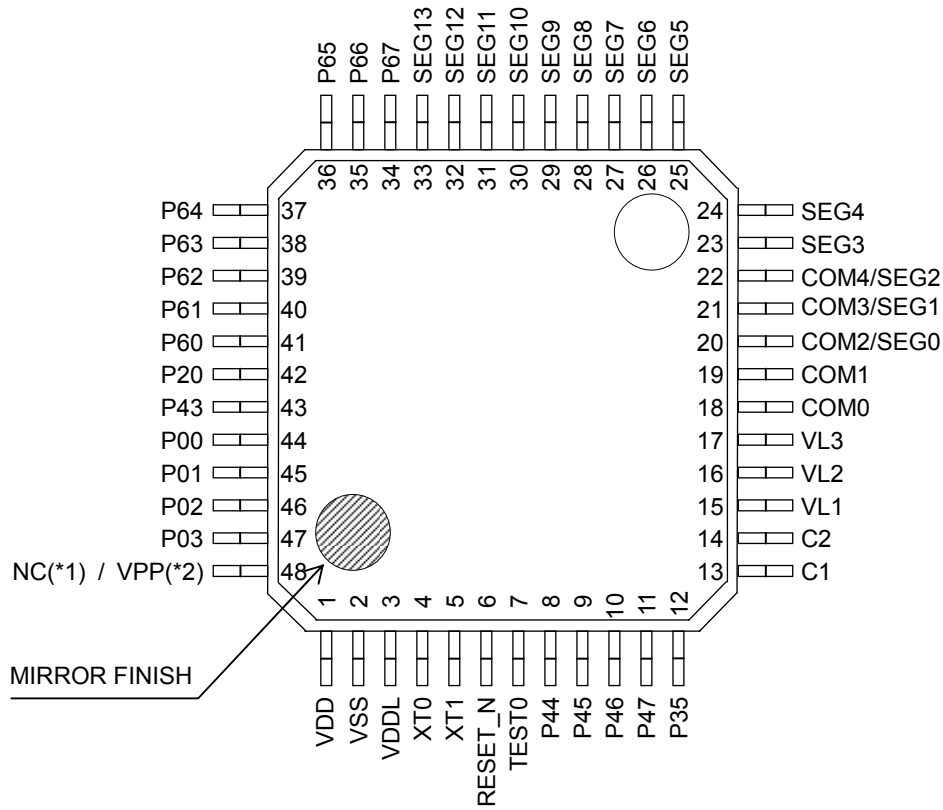 P65
P66
P67
SEG13
SEG12
SEG11
SEG10
SEG9
SEG8
SEG7
SEG6
SEG5
36
35
34
33
32
31
30
29
28
27
26
25
P64 37
P63 38
P62 39
P61 40
P60 41
P20 42
P43 43
P00 44
P01 45
P02 46
P03 47
NC(*1) / VPP(*2) 48
24 SEG4
23 SEG3
22 COM4/SEG2
21 COM3/SEG1
20 COM2/SEG0
19 COM1
18 COM0
17 VL3
16 VL2
15 VL1
14 C2
13 C1
1
2
3
4
5
6
7
8
9
10
11
12
MIRROR FINISH
VDD
VSS
VDDL
XT0
XT1
RESET_N
TEST0
P44
P45
P46
P47
P35